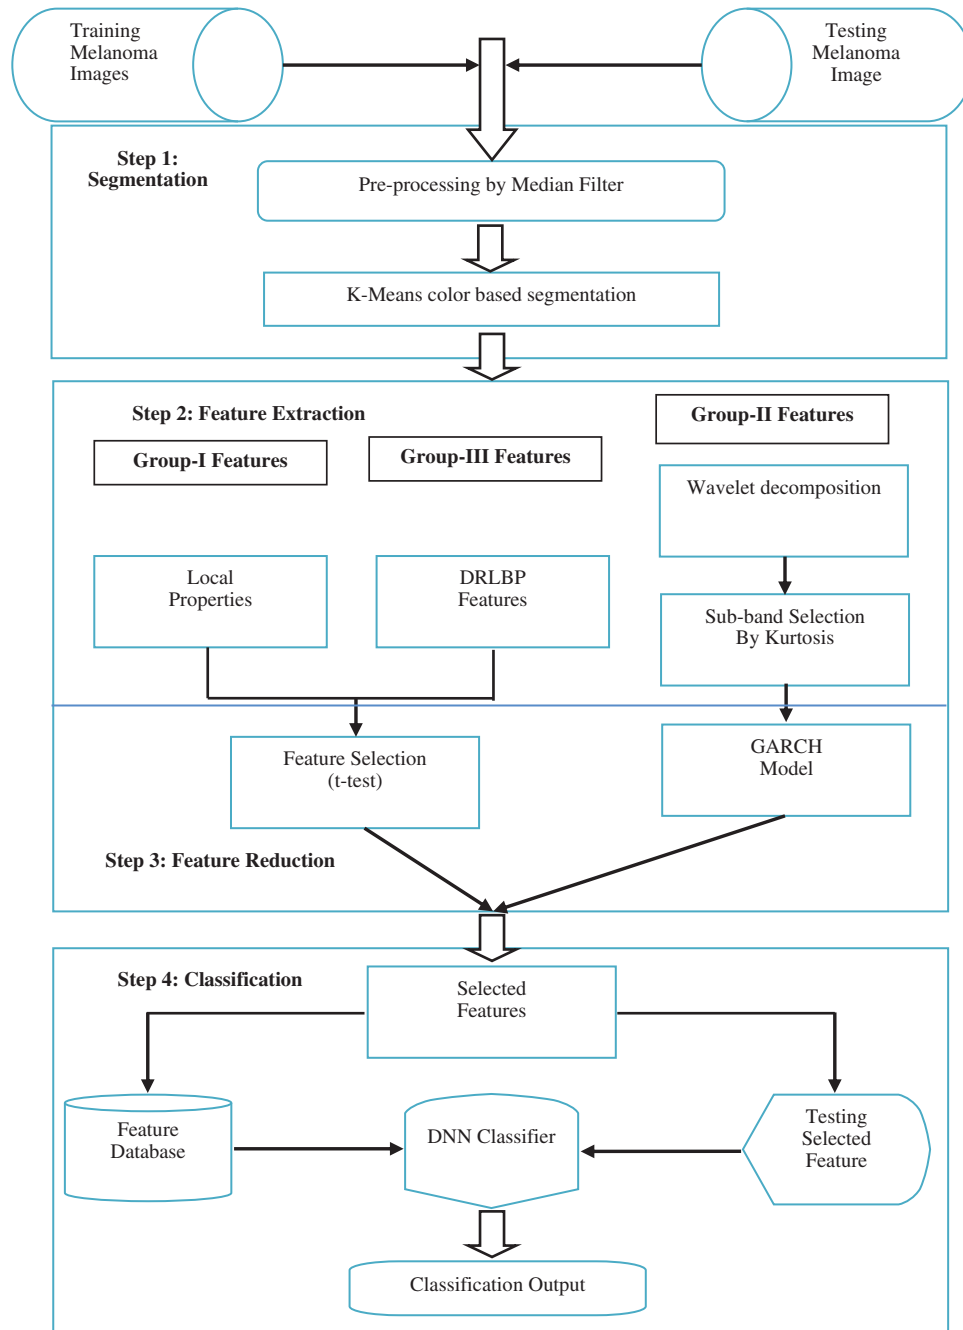 Training
Melanoma
Images
Testing
Melanoma
Image
Step 1:
Segmentation
Pre-processing by Median Filter
K-Means color based segmentation
Step 2: Feature Extraction
Group-I Features
Group-III Features
Group-II Features
Wavelet decomposition
Local
Properties
DRLBP
Features
Sub-band Selection
By Kurtosis
Feature Selection
(t-test)
GARCH
Model
Step 3: Feature Reduction
Step 4: Classification
Selected
Features
Feature
Database
DNN Classifier
Testing
Selected
Feature
Classification Output